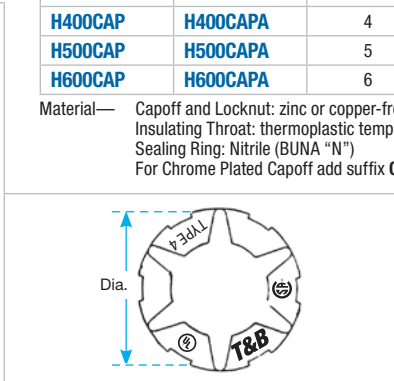 H400CAP H400CAPA 4
H500CAP H500CAPA 5
H600CAP H600CAPA 6
Material— Capoff and Locknut: zinc or copper-fr
Insulating Throat: thermoplastic temp
Sealing Ring: Nitrile (BUNA “N”)
For Chrome Plated Capoff add suffix C
Dia.
TYPE 4
UL
T&B